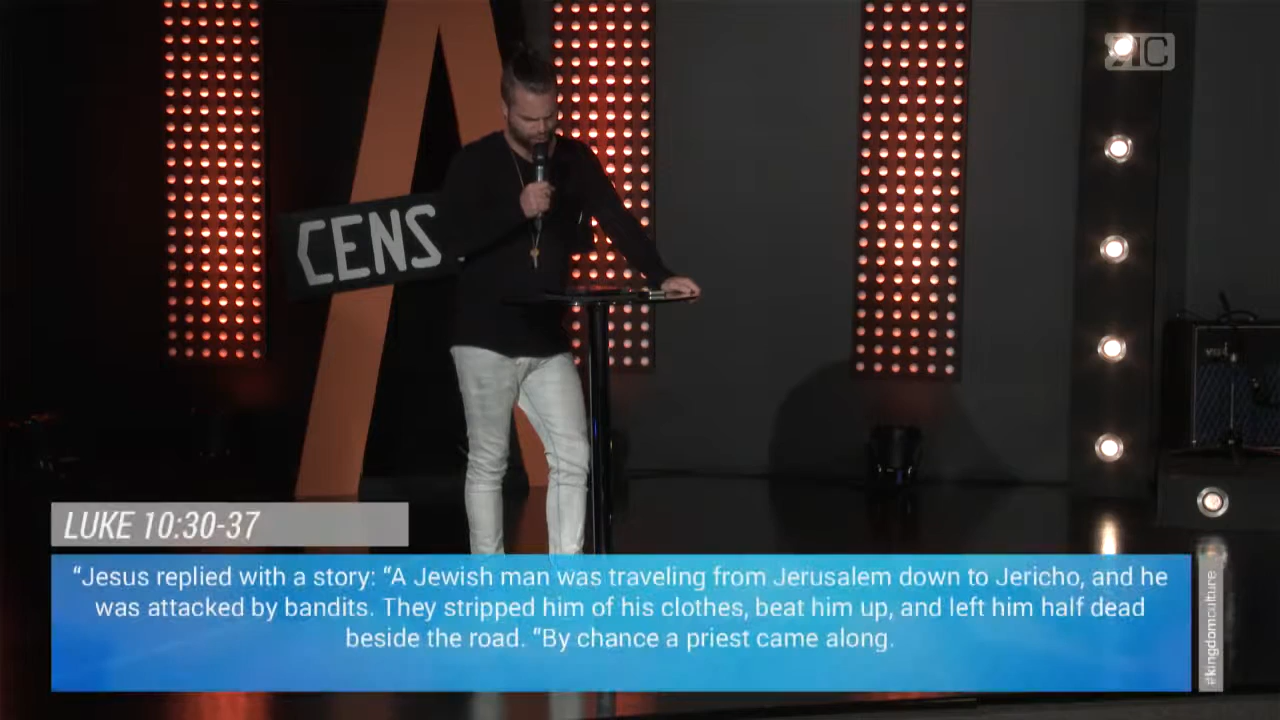 CENS
LUKE 10:30-37
“Jesus replied with a story: “A Jewish man was traveling from Jerusalem down to Jericho, and he
was attacked by bandits. They stripped him of his clothes, beat him up, and left him half dead
beside the road. “By chance a priest came along.
#kingdomculture